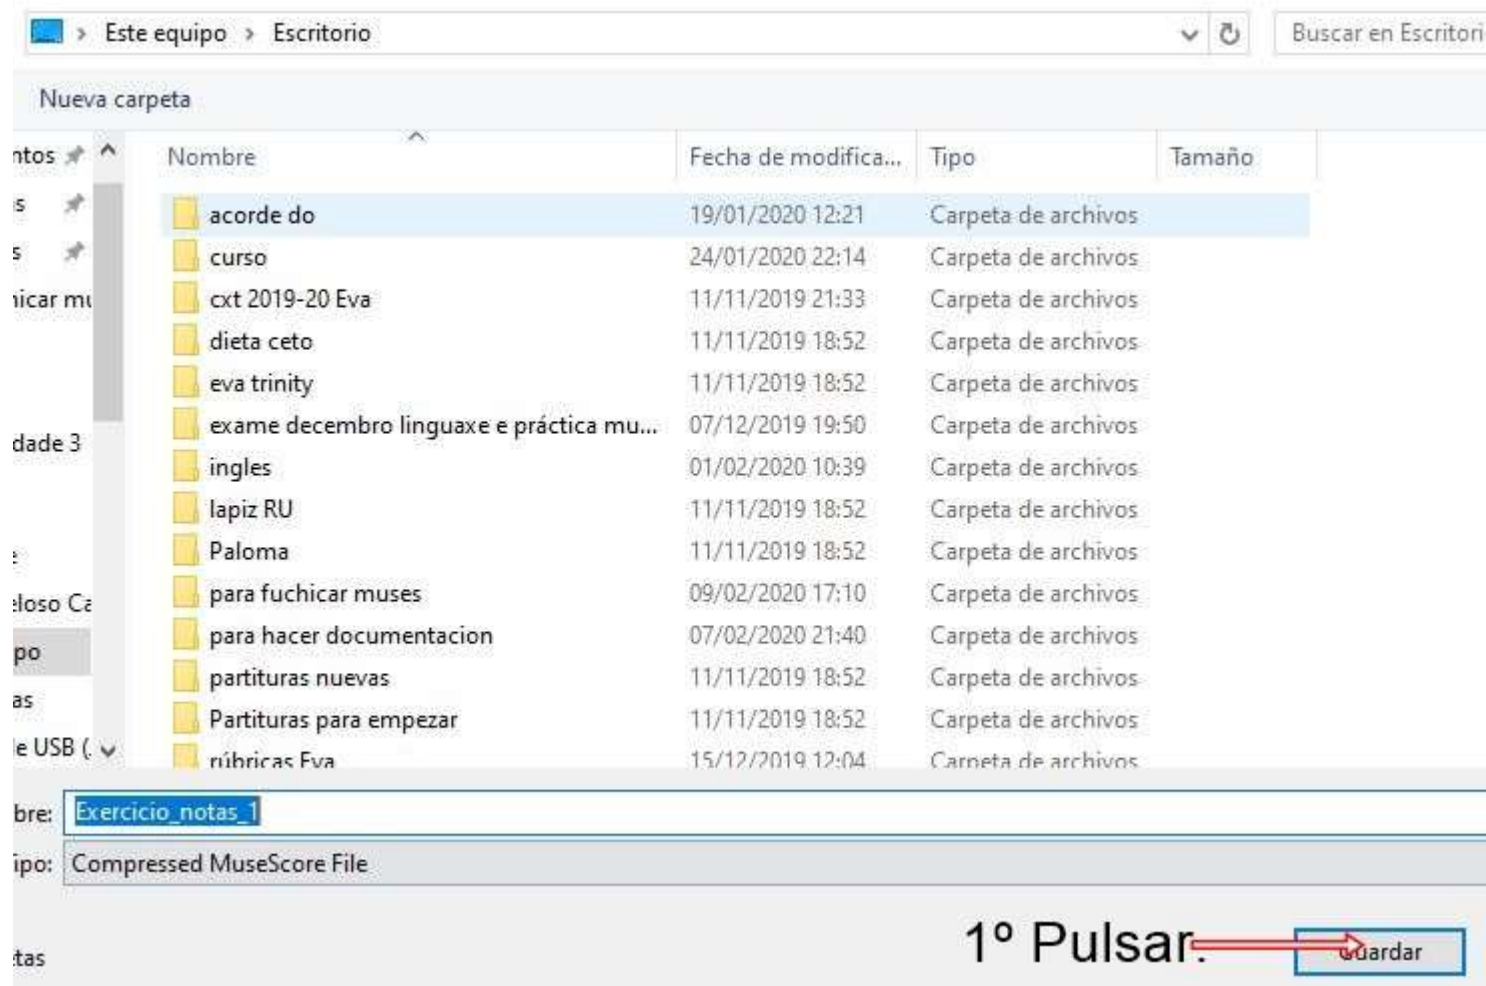 Este equipo > Escritorio
Buscar en Escritori
Nueva carpeta
Nombre Fecha de modifica... Tipo Tamaño
ntos
acorde do 19/01/2020 12:21 Carpeta de archivos
curso 24/01/2020 22:14 Carpeta de archivos
nicar mu
cxt 2019-20 Eva 11/11/2019 21:33 Carpeta de archivos
dieta ceto 11/11/2019 18:52 Carpeta de archivos
eva trinity 11/11/2019 18:52 Carpeta de archivos
exame decembro linguaxe e práctica mu... 07/12/2019 19:50 Carpeta de archivos
dade 3
ingles 01/02/2020 10:39 Carpeta de archivos
lapiz RU 11/11/2019 18:52 Carpeta de archivos
Paloma 11/11/2019 18:52 Carpeta de archivos
para fuchicar muses 09/02/2020 17:10 Carpeta de archivos
eloso Ca
para hacer documentacion 07/02/2020 21:40 Carpeta de archivos
po
partituras nuevas 11/11/2019 18:52 Carpeta de archivos
as
Partituras para empezar 11/11/2019 18:52 Carpeta de archivos
le USB (
rúbricas Eva 15/12/2019 12:04 Carpeta de archivos
bre: Exercicio_notas_1
ipo: Compressed MuseScore File
1º Pulsar.
Guardar
tas